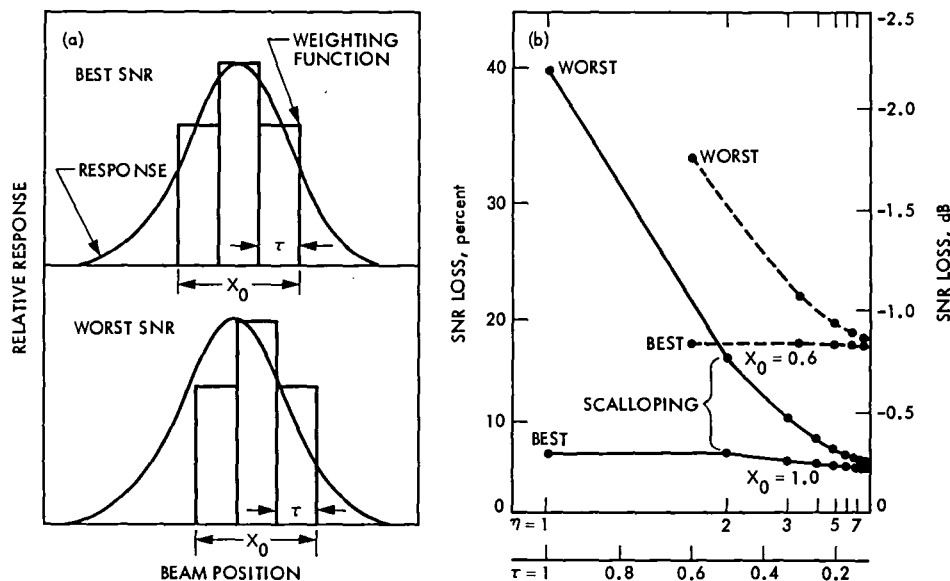 (a)
BEST SNR
WEIGHTING
FUNCTION
RESPONSE
τ
X₀
WORST SNR
τ
X₀
RELATIVE RESPONSE
BEAM POSITION
(b)
WORST
WORST
BEST
X₀ = 0.6
SCALLOPING
BEST
X₀ = 1.0
SNR LOSS, percent
40
30
20
10
0
SNR LOSS, dB
-2.5
-2.0
-1.5
-1.0
-0.5
0
η = 1 2 3 5 7
τ = 1 0.8 0.6 0.4 0.2